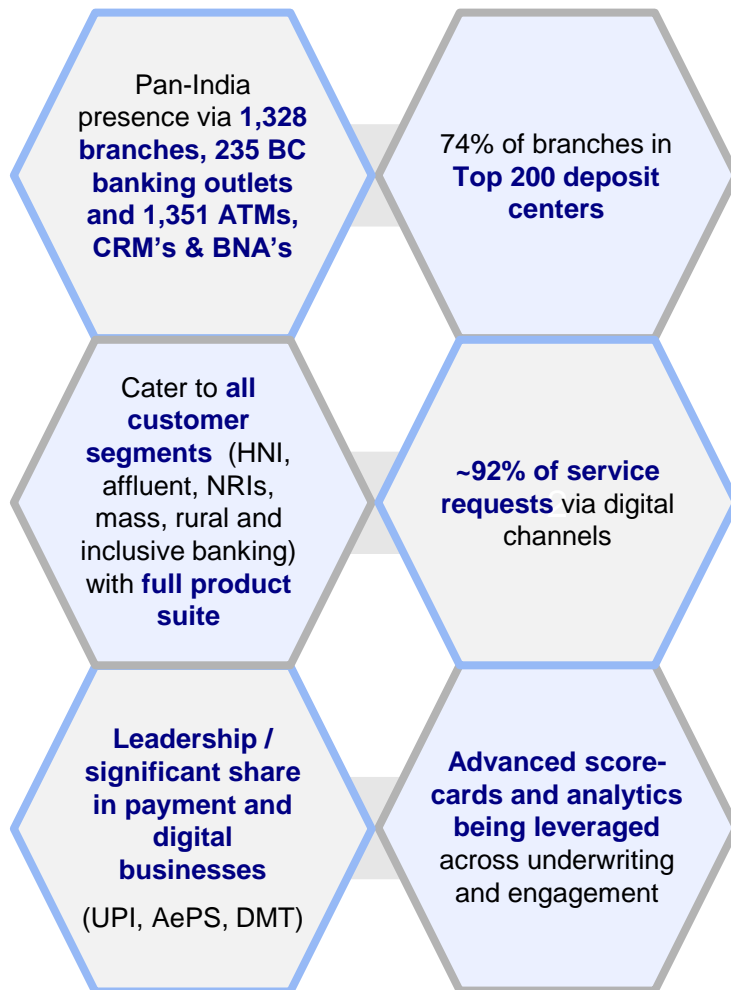 Pan-India
presence via 1,328
branches, 235 BC
banking outlets
and 1,351 ATMs,
CRM’s & BNA’s
74% of branches in
Top 200 deposit
centers
Cater to all
customer
segments (HNI,
affluent, NRIs,
mass, rural and
inclusive banking)
with full product
suite
~92% of service
requests via digital
channels
Leadership /
significant share
in payment and
digital
businesses
(UPI, AePS, DMT)
Advanced score-
cards and analytics
being leveraged
across underwriting
and engagement